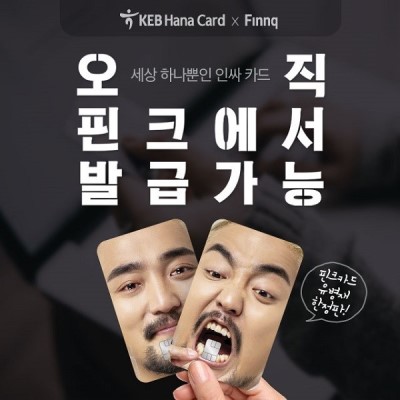 KEB Hana Card x Finnq
세상 하나뿐인 인싸 카드
오직
핀크에서
발급가능
핀크카드
유병재
한정판!